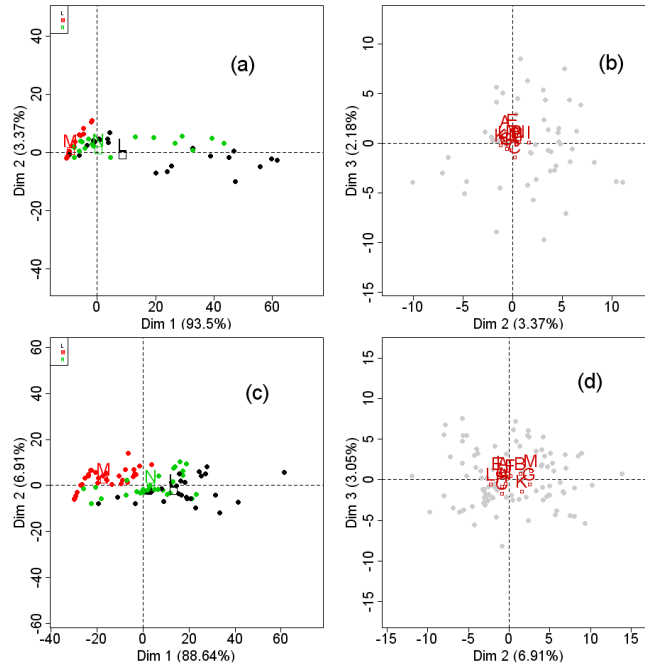 L
M
N
(a)
M
N
L
40
20
0
-20
-40
Dim 2 (3.37%)
0
20
40
60
Dim 1 (93.5%)
(b)
10
5
0
-5
-10
-15
Dim 3 (2.18%)
A
E
I
C
-10
-5
0
5
10
Dim 2 (3.37%)
L
M
N
(c)
M
N
L
60
40
20
0
-20
-40
-60
Dim 2 (6.91%)
-40
-20
0
20
40
60
Dim 1 (88.64%)
(d)
15
10
5
0
-5
-10
-15
Dim 3 (3.05%)
E
F
B
M
L
G
K
C
-10
-5
0
5
10
15
Dim 2 (6.91%)